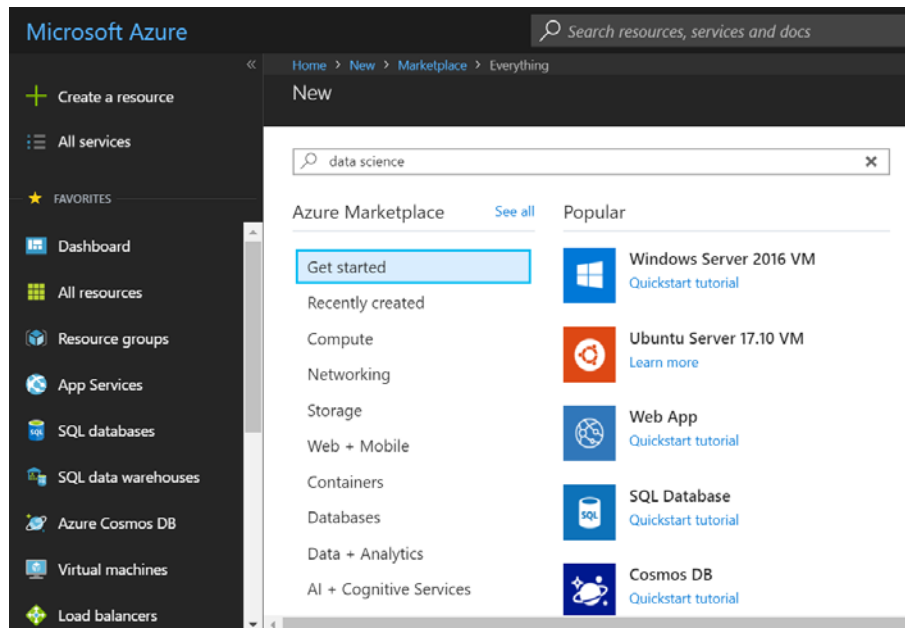 Microsoft Azure
Search resources, services and docs
«
Home > New > Marketplace > Everything
New
Create a resource
All services
FAVORITES
Dashboard
All resources
Resource groups
App Services
SQL databases
SQL data warehouses
Azure Cosmos DB
Virtual machines
Load balancers
data science
Azure Marketplace See all
Get started
Recently created
Compute
Networking
Storage
Web + Mobile
Containers
Databases
Data + Analytics
AI + Cognitive Services
Popular
Windows Server 2016 VM
Quickstart tutorial
Ubuntu Server 17.10 VM
Learn more
Web App
Quickstart tutorial
SQL
SQL Database
Quickstart tutorial
Cosmos DB
Quickstart tutorial